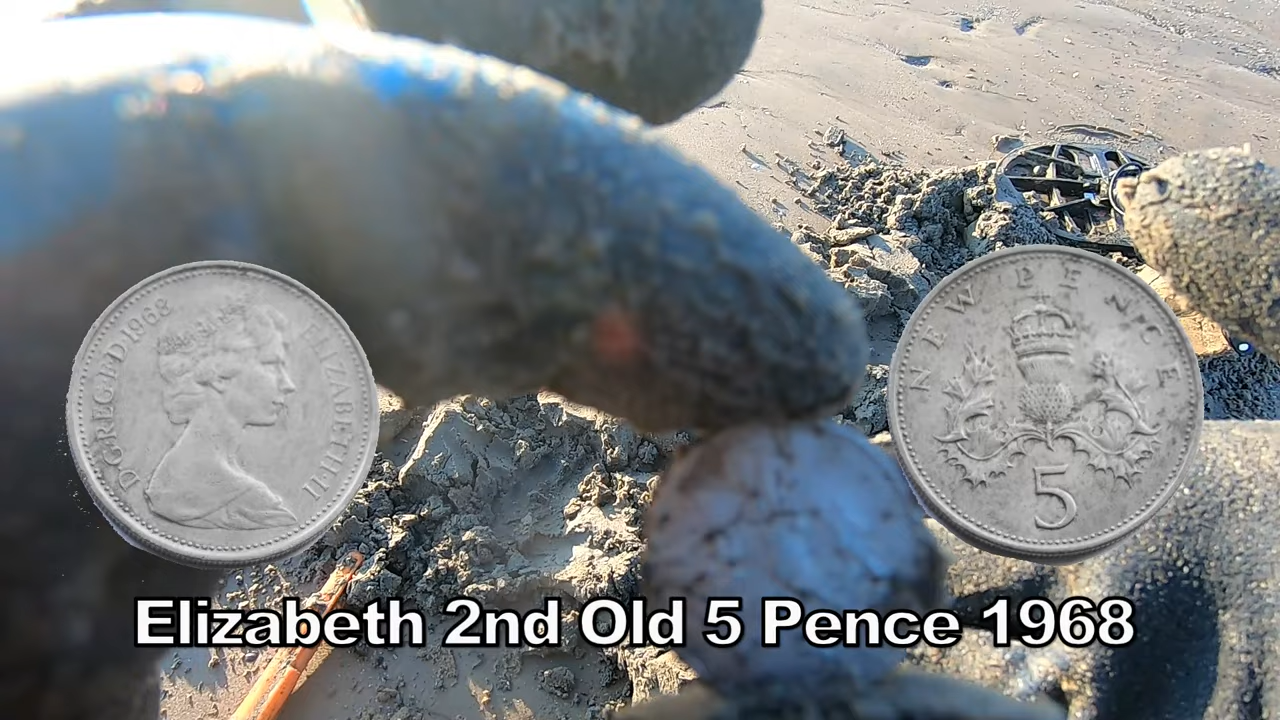 D·G·REG·F·D·1968
ELIZABETH·II
NEW PENCE
5
Elizabeth 2nd Old 5 Pence 1968